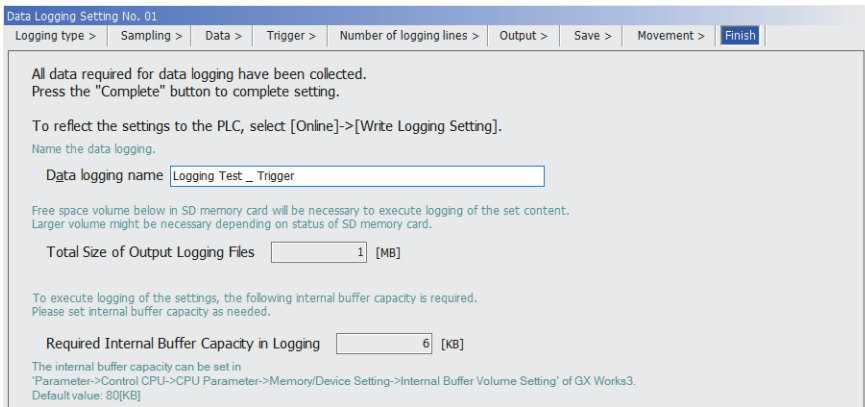 Data Logging Setting No. 01
Logging type > Sampling > Data > Trigger > Number of logging lines > Output > Save > Movement > Finish
All data required for data logging have been collected.
Press the "Complete" button to complete setting.
To reflect the settings to the PLC, select [Online]->[Write Logging Setting].
Name the data logging.
Data logging name Logging Test _ Trigger
Free space volume below in SD memory card will be necessary to execute logging of the set content.
Larger volume might be necessary depending on status of SD memory card.
Total Size of Output Logging Files 1 [MB]
To execute logging of the settings, the following internal buffer capacity is required.
Please set internal buffer capacity as needed.
Required Internal Buffer Capacity in Logging 6 [KB]
The internal buffer capacity can be set in
'Parameter->Control CPU->CPU Parameter->Memory/Device Setting->Internal Buffer Volume Setting' of GX Works3.
Default value: 80[KB]